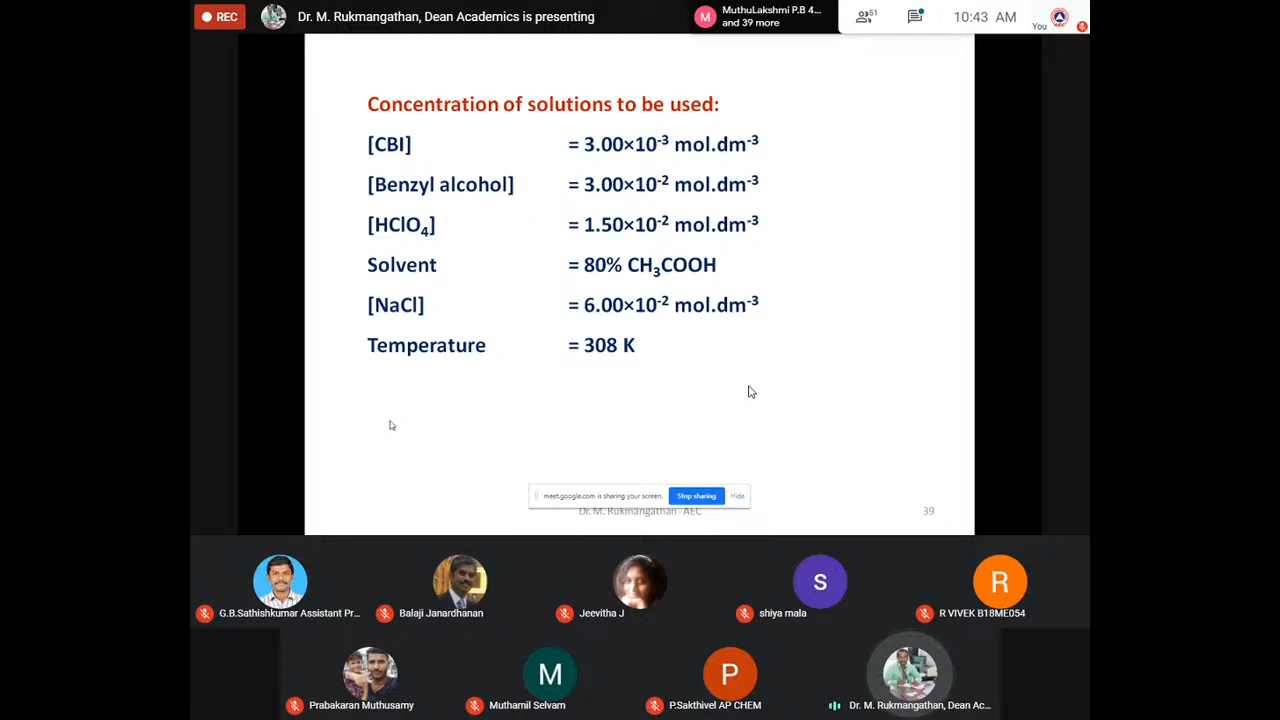 REC
Dr. M. Rukmangathan, Dean Academics is presenting
M
MuthuLakshmi P.B 4...
and 39 more
51
10:43 AM
You
Concentration of solutions to be used:
[CBI] = 3.00×10⁻³ mol.dm⁻³
[Benzyl alcohol] = 3.00×10⁻² mol.dm⁻³
[HClO₄] = 1.50×10⁻² mol.dm⁻³
Solvent = 80% CH₃COOH
[NaCl] = 6.00×10⁻² mol.dm⁻³
Temperature = 308 K
meet.google.com is sharing your screen. Stop sharing Hide
Dr. M. Rukmangathan - AEC 39
S
R
G.B.Sathishkumar Assistant Pr... Balaji Janardhanan Jeevitha J shiya mala R VIVEK B18ME054
M
P
Prabakaran Muthusamy Muthamil Selvam P.Sakthivel AP CHEM Dr. M. Rukmangathan, Dean Ac...